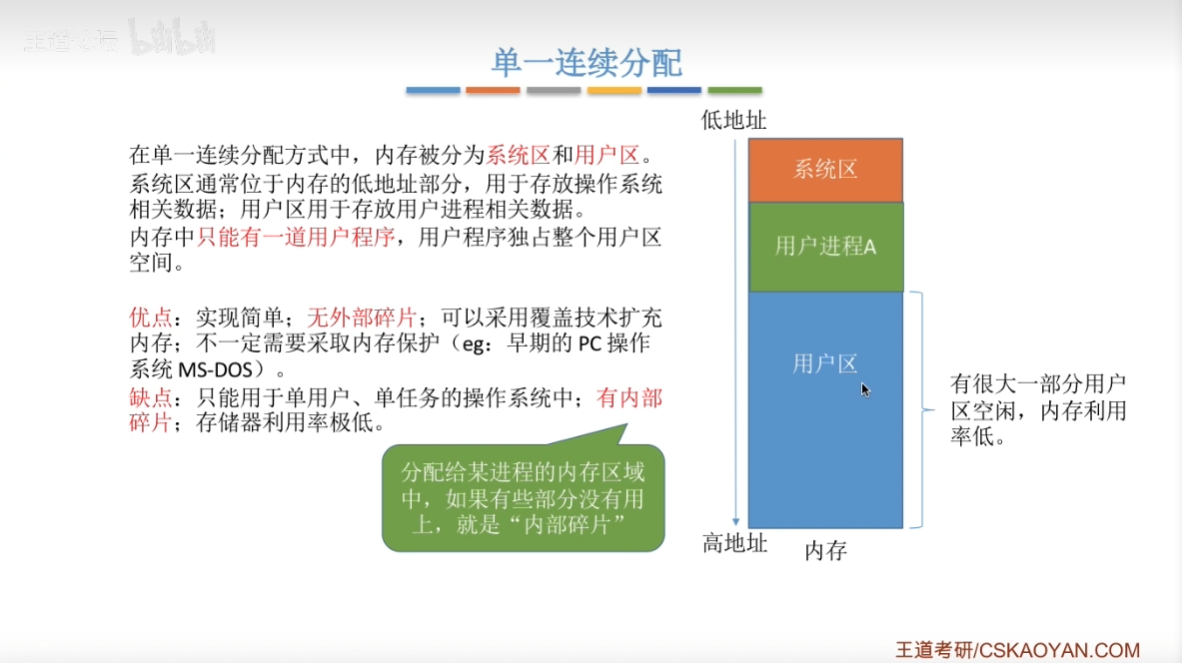 单一连续分配
在单一连续分配方式中，内存被分为系统区和用户区。
系统区通常位于内存的低地址部分，用于存放操作系统
相关数据；用户区用于存放用户进程相关数据。
内存中只能有一道用户程序，用户程序独占整个用户区
空间。
优点：实现简单；无外部碎片；可以采用覆盖技术扩充
内存；不一定需要采取内存保护（eg：早期的 PC 操作
系统 MS-DOS）。
缺点：只能用于单用户、单任务的操作系统中；有内部
碎片；存储器利用率极低。
分配给某进程的内存区域
中，如果有些部分没有用
上，就是“内部碎片”
低地址
系统区
用户进程A
用户区
高地址
内存
有很大一部分用户
区空闲，内存利用
率低。
王道考研/CSKAOYAN.COM